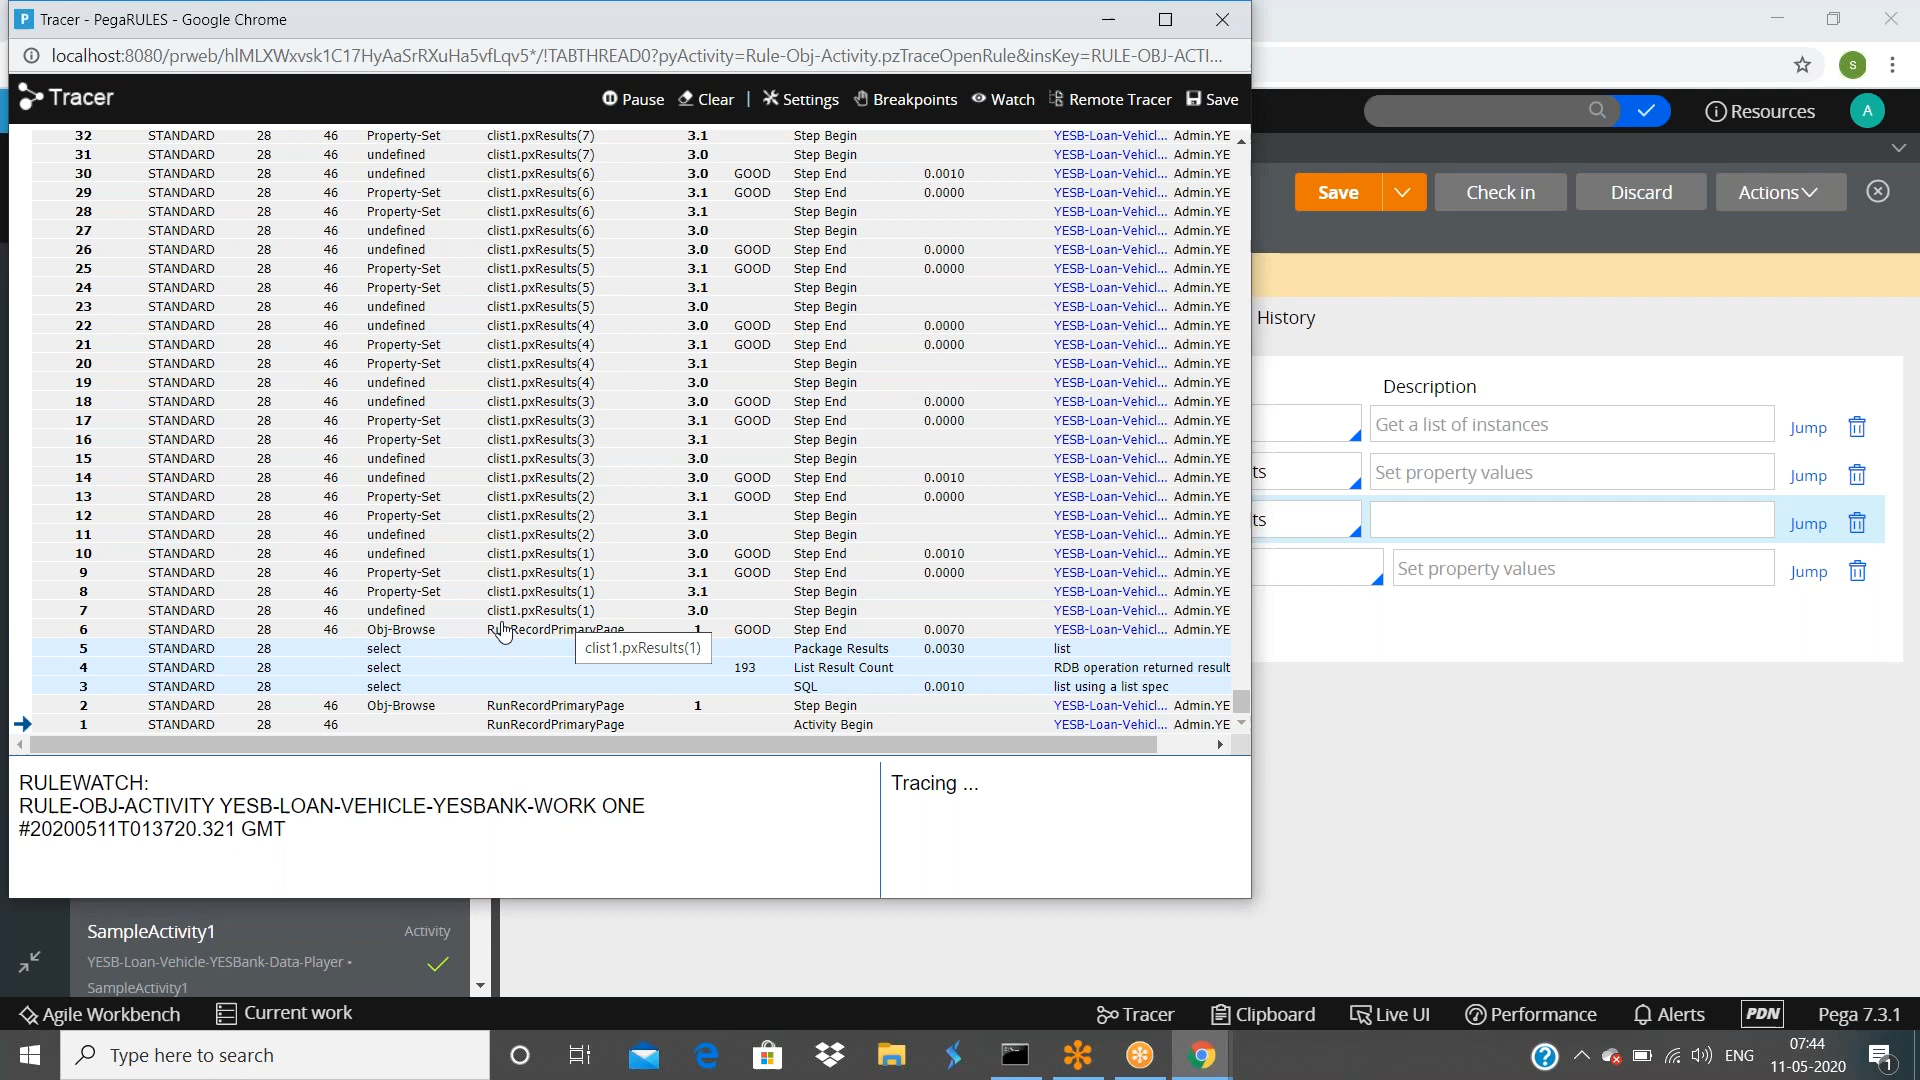 Tracer - PegaRULES - Google Chrome
localhost:8080/prweb/hlMLXWxvsk1C17HyAaSrRXuHa5vfLqv5*/!TABTHREAD0?pyActivity=Rule-Obj-Activity.pzTraceOpenRule&insKey=RULE-OBJ-ACTI...
Tracer Pause Clear | Settings Breakpoints Watch Remote Tracer Save
32 STANDARD 28 46 Property-Set clist1.pxResults(7) 3.1 Step Begin YESB-Loan-Vehicl... Admin.YE
31 STANDARD 28 46 undefined clist1.pxResults(7) 3.0 Step Begin YESB-Loan-Vehicl... Admin.YE
30 STANDARD 28 46 undefined clist1.pxResults(6) 3.0 GOOD Step End 0.0010 YESB-Loan-Vehicl... Admin.YE
29 STANDARD 28 46 Property-Set clist1.pxResults(6) 3.1 GOOD Step End 0.0000 YESB-Loan-Vehicl... Admin.YE
28 STANDARD 28 46 Property-Set clist1.pxResults(6) 3.1 Step Begin YESB-Loan-Vehicl... Admin.YE
27 STANDARD 28 46 undefined clist1.pxResults(6) 3.0 Step Begin YESB-Loan-Vehicl... Admin.YE
26 STANDARD 28 46 undefined clist1.pxResults(5) 3.0 GOOD Step End 0.0000 YESB-Loan-Vehicl... Admin.YE
25 STANDARD 28 46 Property-Set clist1.pxResults(5) 3.1 GOOD Step End 0.0000 YESB-Loan-Vehicl... Admin.YE
24 STANDARD 28 46 Property-Set clist1.pxResults(5) 3.1 Step Begin YESB-Loan-Vehicl... Admin.YE
23 STANDARD 28 46 undefined clist1.pxResults(5) 3.0 Step Begin YESB-Loan-Vehicl... Admin.YE
22 STANDARD 28 46 undefined clist1.pxResults(4) 3.0 GOOD Step End 0.0000 YESB-Loan-Vehicl... Admin.YE
21 STANDARD 28 46 Property-Set clist1.pxResults(4) 3.1 GOOD Step End 0.0000 YESB-Loan-Vehicl... Admin.YE
20 STANDARD 28 46 Property-Set clist1.pxResults(4) 3.1 Step Begin YESB-Loan-Vehicl... Admin.YE
19 STANDARD 28 46 undefined clist1.pxResults(4) 3.0 Step Begin YESB-Loan-Vehicl... Admin.YE
18 STANDARD 28 46 undefined clist1.pxResults(3) 3.0 GOOD Step End 0.0000 YESB-Loan-Vehicl... Admin.YE
17 STANDARD 28 46 Property-Set clist1.pxResults(3) 3.1 GOOD Step End 0.0000 YESB-Loan-Vehicl... Admin.YE
16 STANDARD 28 46 Property-Set clist1.pxResults(3) 3.1 Step Begin YESB-Loan-Vehicl... Admin.YE
15 STANDARD 28 46 undefined clist1.pxResults(3) 3.0 Step Begin YESB-Loan-Vehicl... Admin.YE
14 STANDARD 28 46 undefined clist1.pxResults(2) 3.0 GOOD Step End 0.0010 YESB-Loan-Vehicl... Admin.YE
13 STANDARD 28 46 Property-Set clist1.pxResults(2) 3.1 GOOD Step End 0.0000 YESB-Loan-Vehicl... Admin.YE
12 STANDARD 28 46 Property-Set clist1.pxResults(2) 3.1 Step Begin YESB-Loan-Vehicl... Admin.YE
11 STANDARD 28 46 undefined clist1.pxResults(2) 3.0 Step Begin YESB-Loan-Vehicl... Admin.YE
10 STANDARD 28 46 undefined clist1.pxResults(1) 3.0 GOOD Step End 0.0010 YESB-Loan-Vehicl... Admin.YE
9 STANDARD 28 46 Property-Set clist1.pxResults(1) 3.1 GOOD Step End 0.0000 YESB-Loan-Vehicl... Admin.YE
8 STANDARD 28 46 Property-Set clist1.pxResults(1) 3.1 Step Begin YESB-Loan-Vehicl... Admin.YE
7 STANDARD 28 46 undefined clist1.pxResults(1) 3.0 Step Begin YESB-Loan-Vehicl... Admin.YE
6 STANDARD 28 46 Obj-Browse RunRecordPrimaryPage 1 GOOD Step End 0.0070 YESB-Loan-Vehicl... Admin.YE
5 STANDARD 28 select Package Results 0.0030 list
clist1.pxResults(1)
4 STANDARD 28 select 193 List Result Count RDB operation returned result
3 STANDARD 28 select SQL 0.0010 list using a list spec
2 STANDARD 28 46 Obj-Browse RunRecordPrimaryPage 1 Step Begin YESB-Loan-Vehicl... Admin.YE
1 STANDARD 28 46 RunRecordPrimaryPage Activity Begin YESB-Loan-Vehicl... Admin.YE
RULEWATCH:
RULE-OBJ-ACTIVITY YESB-LOAN-VEHICLE-YESBANK-WORK ONE
#20200511T013720.321 GMT
Tracing ...
s
Resources A
Save Check in Discard Actions
History
Description
Get a list of instances Jump
ts Set property values Jump
ts Jump
Set property values Jump
SampleActivity1 Activity
YESB-Loan-Vehicle-YESBank-Data-Player •
SampleActivity1
Agile Workbench Current work Tracer Clipboard Live UI Performance Alerts PDN Pega 7.3.1
Type here to search
ENG
07:44
11-05-2020
1